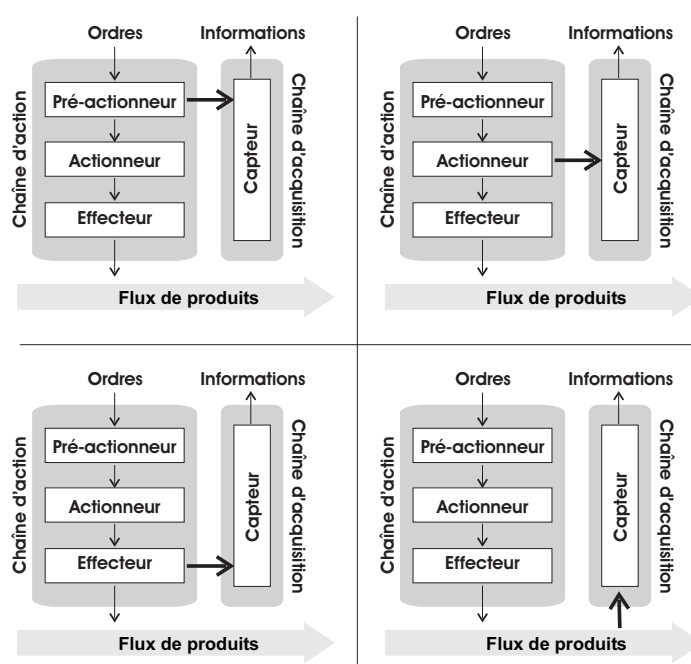 Ordres Informations
Chaîne d'action
Pré-actionneur
Actionneur
Effecteur
Capteur
Chaîne d'acquisition
Flux de produits
Ordres Informations
Chaîne d'action
Pré-actionneur
Actionneur
Effecteur
Capteur
Chaîne d'acquisition
Flux de produits
Ordres Informations
Chaîne d'action
Pré-actionneur
Actionneur
Effecteur
Capteur
Chaîne d'acquisition
Flux de produits
Ordres Informations
Chaîne d'action
Pré-actionneur
Actionneur
Effecteur
Capteur
Chaîne d'acquisition
Flux de produits